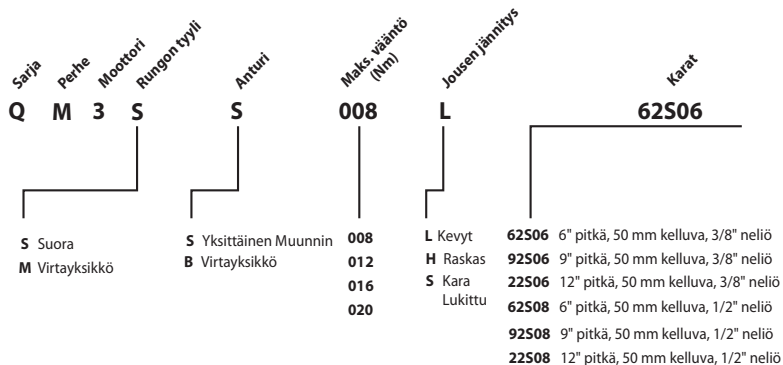 Sarja Perhe Moottori Rungon tyyli Anturi Maks. vääntö (Nm) Jousen jännitys Karat
Q M 3 S S 008 L 62S06
S Suora
M Virtayksikkö
S Yksittäinen Muunnin
B Virtayksikkö
008
012
016
020
L Kevyt
H Raskas
S Kara
Lukittu
62S06 6" pitkä, 50 mm kelluva, 3/8" neliö
92S06 9" pitkä, 50 mm kelluva, 3/8" neliö
22S06 12" pitkä, 50 mm kelluva, 3/8" neliö
62S08 6" pitkä, 50 mm kelluva, 1/2" neliö
92S08 9" pitkä, 50 mm kelluva, 1/2" neliö
22S08 12" pitkä, 50 mm kelluva, 1/2" neliö